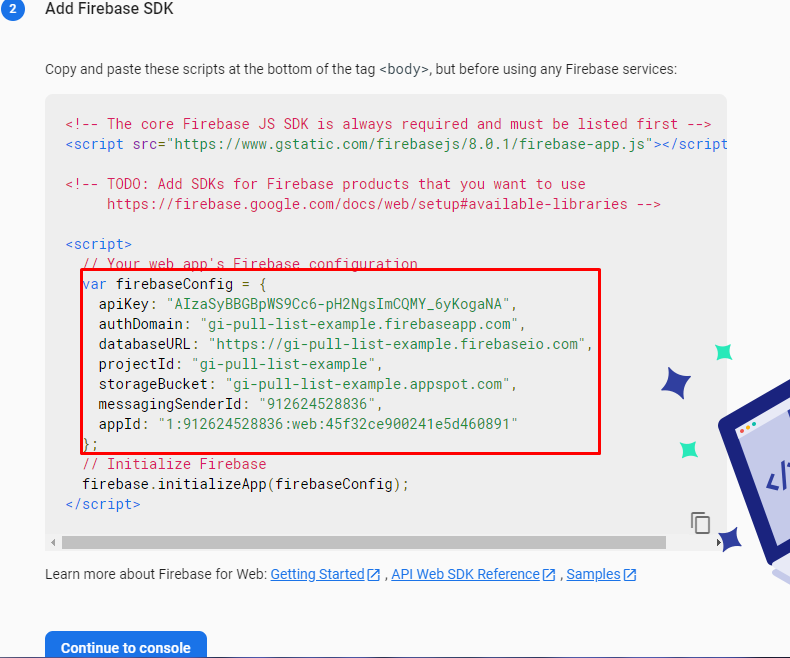 2 Add Firebase SDK
Copy and paste these scripts at the bottom of the tag <body>, but before using any Firebase services:
<!-- The core Firebase JS SDK is always required and must be listed first -->
<script src="https://www.gstatic.com/firebasejs/8.0.1/firebase-app.js"></script
<!-- TODO: Add SDKs for Firebase products that you want to use
https://firebase.google.com/docs/web/setup#available-libraries -->
<script>
// Your web app's Firebase configuration
var firebaseConfig = {
apiKey: "AIzaSyBBGBpWS9Cc6-pH2NgsImCQMY_6yKogaNA",
authDomain: "gi-pull-list-example.firebaseapp.com",
databaseURL: "https://gi-pull-list-example.firebaseio.com",
projectId: "gi-pull-list-example",
storageBucket: "gi-pull-list-example.appspot.com",
messagingSenderId: "912624528836",
appId: "1:912624528836:web:45f32ce900241e5d460891"
};
// Initialize Firebase
firebase.initializeApp(firebaseConfig);
</script>
Learn more about Firebase for Web: Getting Started , API Web SDK Reference , Samples
Continue to console